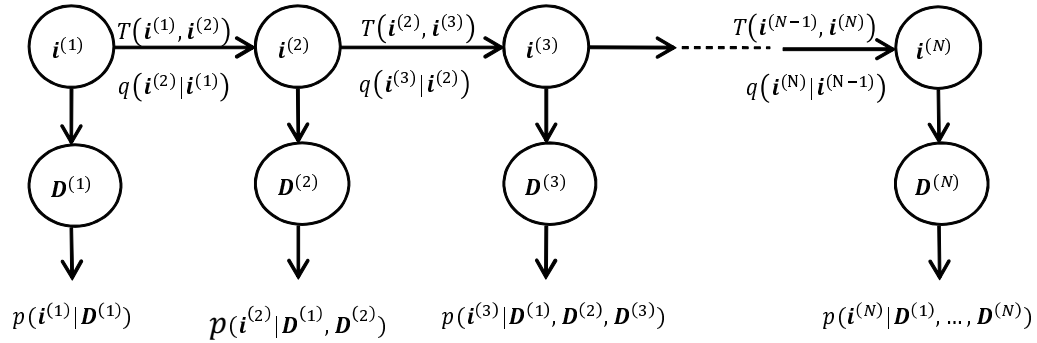 i⁽¹⁾ T(i⁽¹⁾, i⁽²⁾) i⁽²⁾ T(i⁽²⁾, i⁽³⁾) i⁽³⁾ T(i⁽ᴺ⁻¹⁾, i⁽ᴺ⁾) i⁽ᴺ⁾
q(i⁽²⁾|i⁽¹⁾) q(i⁽³⁾|i⁽²⁾) q(i⁽ᴺ⁾|i⁽ᴺ⁻¹⁾)
D⁽¹⁾ D⁽²⁾ D⁽³⁾ D⁽ᴺ⁾
p(i⁽¹⁾|D⁽¹⁾) p(i⁽²⁾|D⁽¹⁾, D⁽²⁾) p(i⁽³⁾|D⁽¹⁾, D⁽²⁾, D⁽³⁾) p(i⁽ᴺ⁾|D⁽¹⁾, ..., D⁽ᴺ⁾)